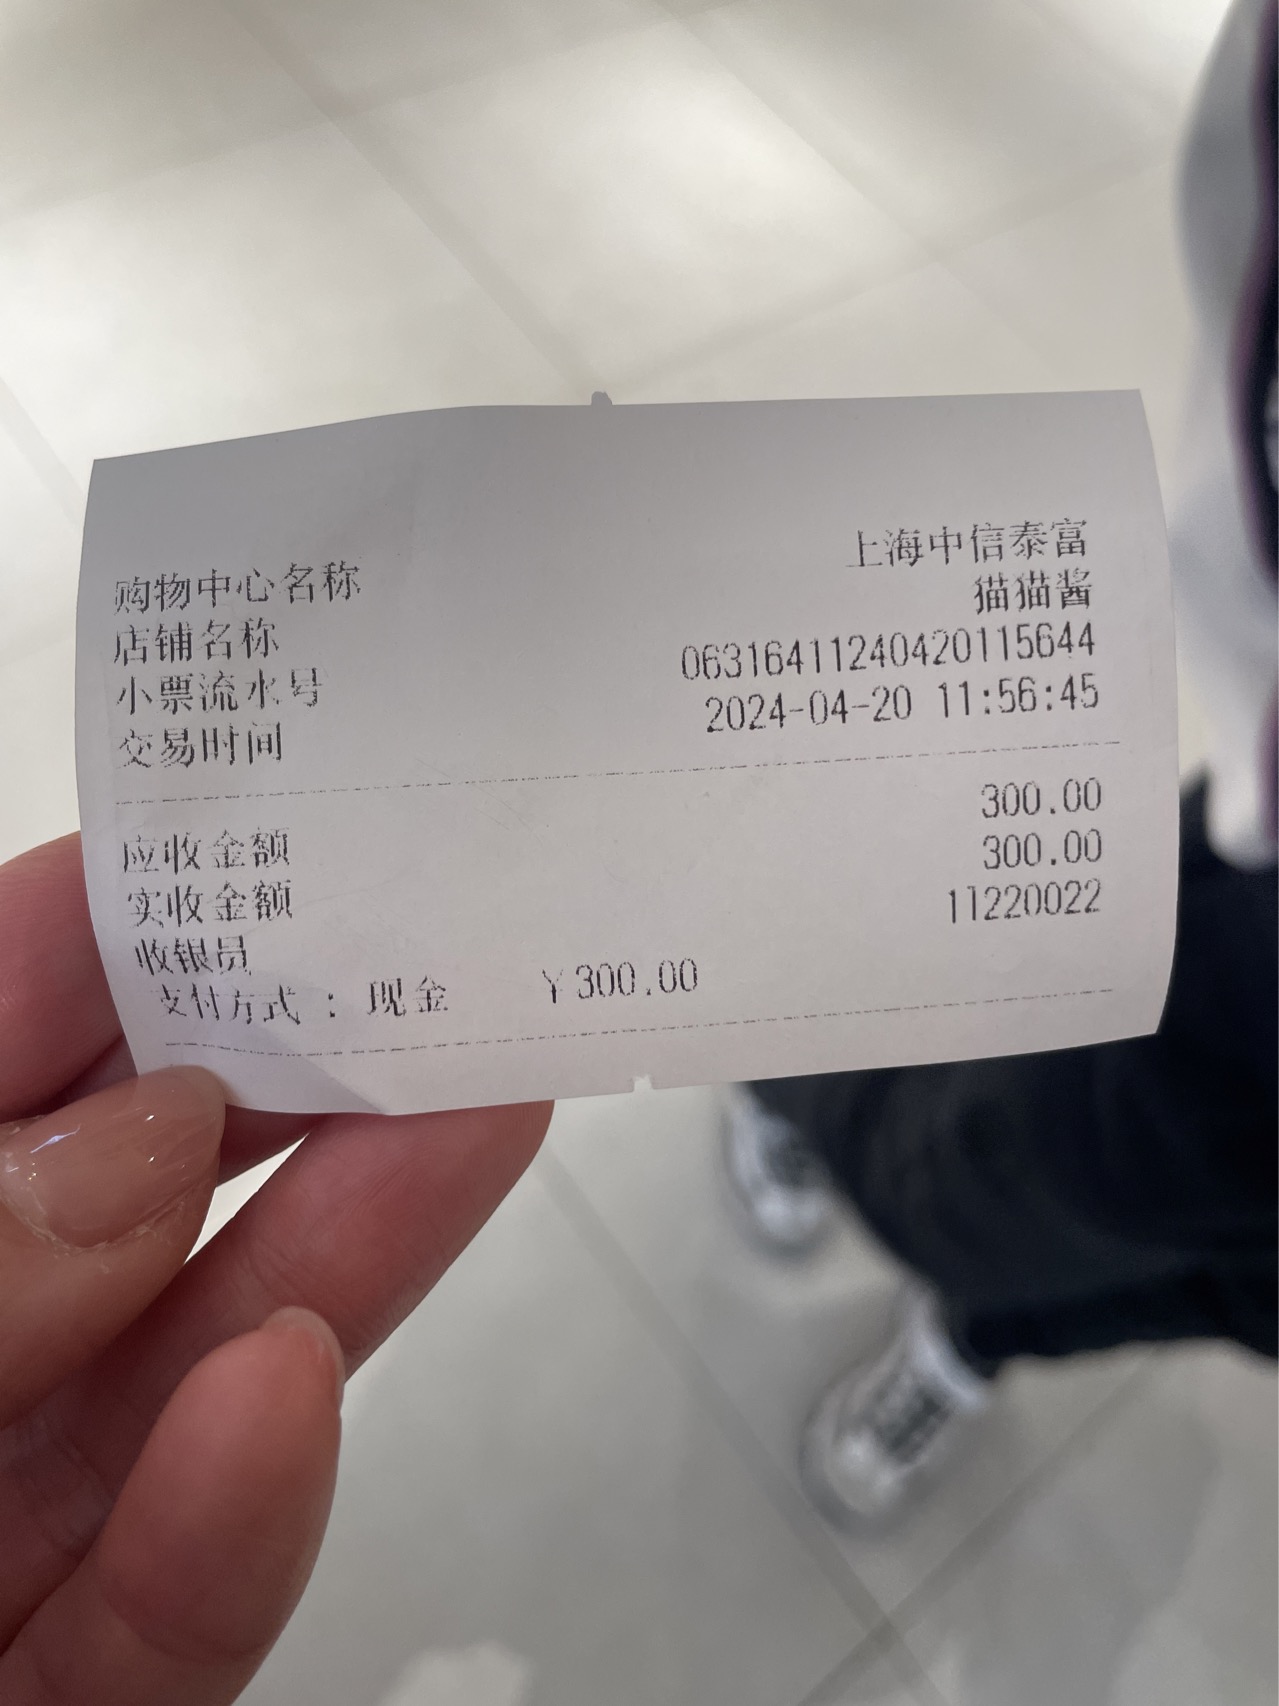 购物中心名称 上海中信泰富
店铺名称 猫猫酱
小票流水号 06316411240420115644
交易时间 2024-04-20 11:56:45
应收金额 300.00
实收金额 300.00
收银员 11220022
支付方式 : 现金 ¥300.00